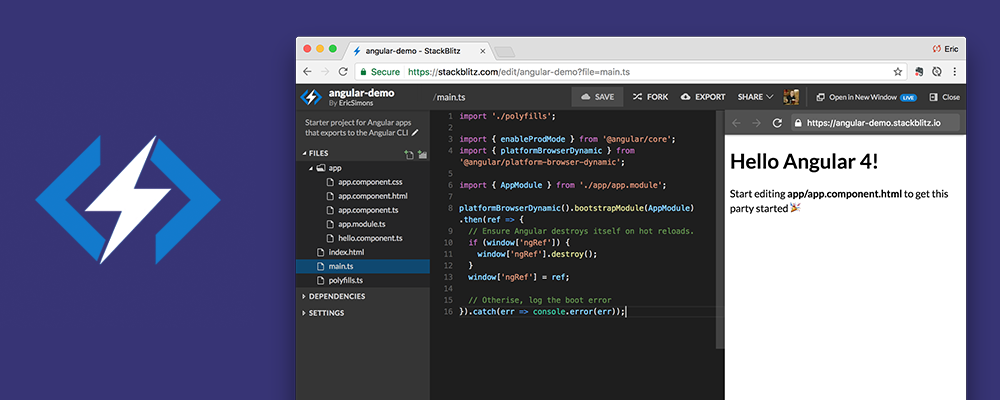 angular-demo - StackBlitz
Eric
Secure https://stackblitz.com/edit/angular-demo?file=main.ts
angular-demo
By EricSimons
/main.ts
SAVE
FORK
EXPORT
SHARE
Open in New Window LIVE
Close
Starter project for Angular apps
that exports to the Angular CLI
FILES
app
app.component.css
app.component.html
app.component.ts
app.module.ts
hello.component.ts
index.html
main.ts
polyfills.ts
DEPENDENCIES
SETTINGS
1 import './polyfills';
2
3 import { enableProdMode } from '@angular/core';
4 import { platformBrowserDynamic } from
'@angular/platform-browser-dynamic';
5
6 import { AppModule } from './app/app.module';
7
8 platformBrowserDynamic().bootstrapModule(AppModule)
.then(ref => {
9 // Ensure Angular destroys itself on hot reloads.
10 if (window['ngRef']) {
11 window['ngRef'].destroy();
12 }
13 window['ngRef'] = ref;
14
15 // Otherise, log the boot error
16 }).catch(err => console.error(err));
https://angular-demo.stackblitz.io
Hello Angular 4!
Start editing app/app.component.html to get this
party started 🎉